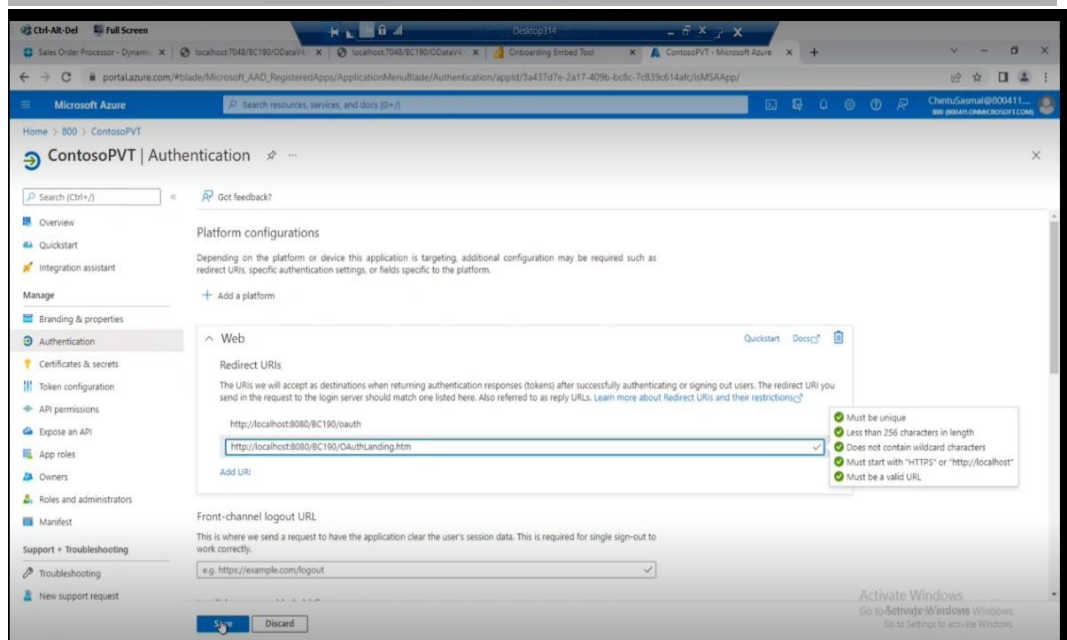 Ctrl-Alt-Del Full Screen Desktop314
Sales Order Processor - Dynami localhost:7048/BC190/ODataV4 localhost:7048/BC190/ODataV4 Onboarding Embed Tool ContosoPVT - Microsoft Azure
portal.azure.com/#blade/Microsoft_AAD_RegisteredApps/ApplicationMenuBlade/Authentication/appId/3a437d7e-2a17-409b-bc8c-7c839c614afc/isMSAApp/
Microsoft Azure Search resources, services, and docs (G+/) ChintuSasmal@800411....
800 (800411.ONMICROSOFT.COM)
Home > 800 > ContosoPVT
ContosoPVT | Authentication ...
Search (Ctrl+/) « Got feedback?
Overview
Quickstart
Integration assistant
Manage
Branding & properties
Authentication
Certificates & secrets
Token configuration
API permissions
Expose an API
App roles
Owners
Roles and administrators
Manifest
Support + Troubleshooting
Troubleshooting
New support request
Platform configurations
Depending on the platform or device this application is targeting, additional configuration may be required such as
redirect URIs, specific authentication settings, or fields specific to the platform.
+ Add a platform
Web Quickstart Docs
Redirect URIs
The URIs we will accept as destinations when returning authentication responses (tokens) after successfully authenticating or signing out users. The redirect URI you
send in the request to the login server should match one listed here. Also referred to as reply URLs. Learn more about Redirect URIs and their restrictions
http://localhost:8080/BC190/oauth
http://localhost:8080/BC190/OAuthLanding.htm
Add URI
Must be unique
Less than 256 characters in length
Does not contain wildcard characters
Must start with "HTTPS" or "http://localhost"
Must be a valid URL
Front-channel logout URL
This is where we send a request to have the application clear the user's session data. This is required for single sign-out to
work correctly.
e.g. https://example.com/logout
Save Discard
Activate Windows
Go to Settings to activate Windows.